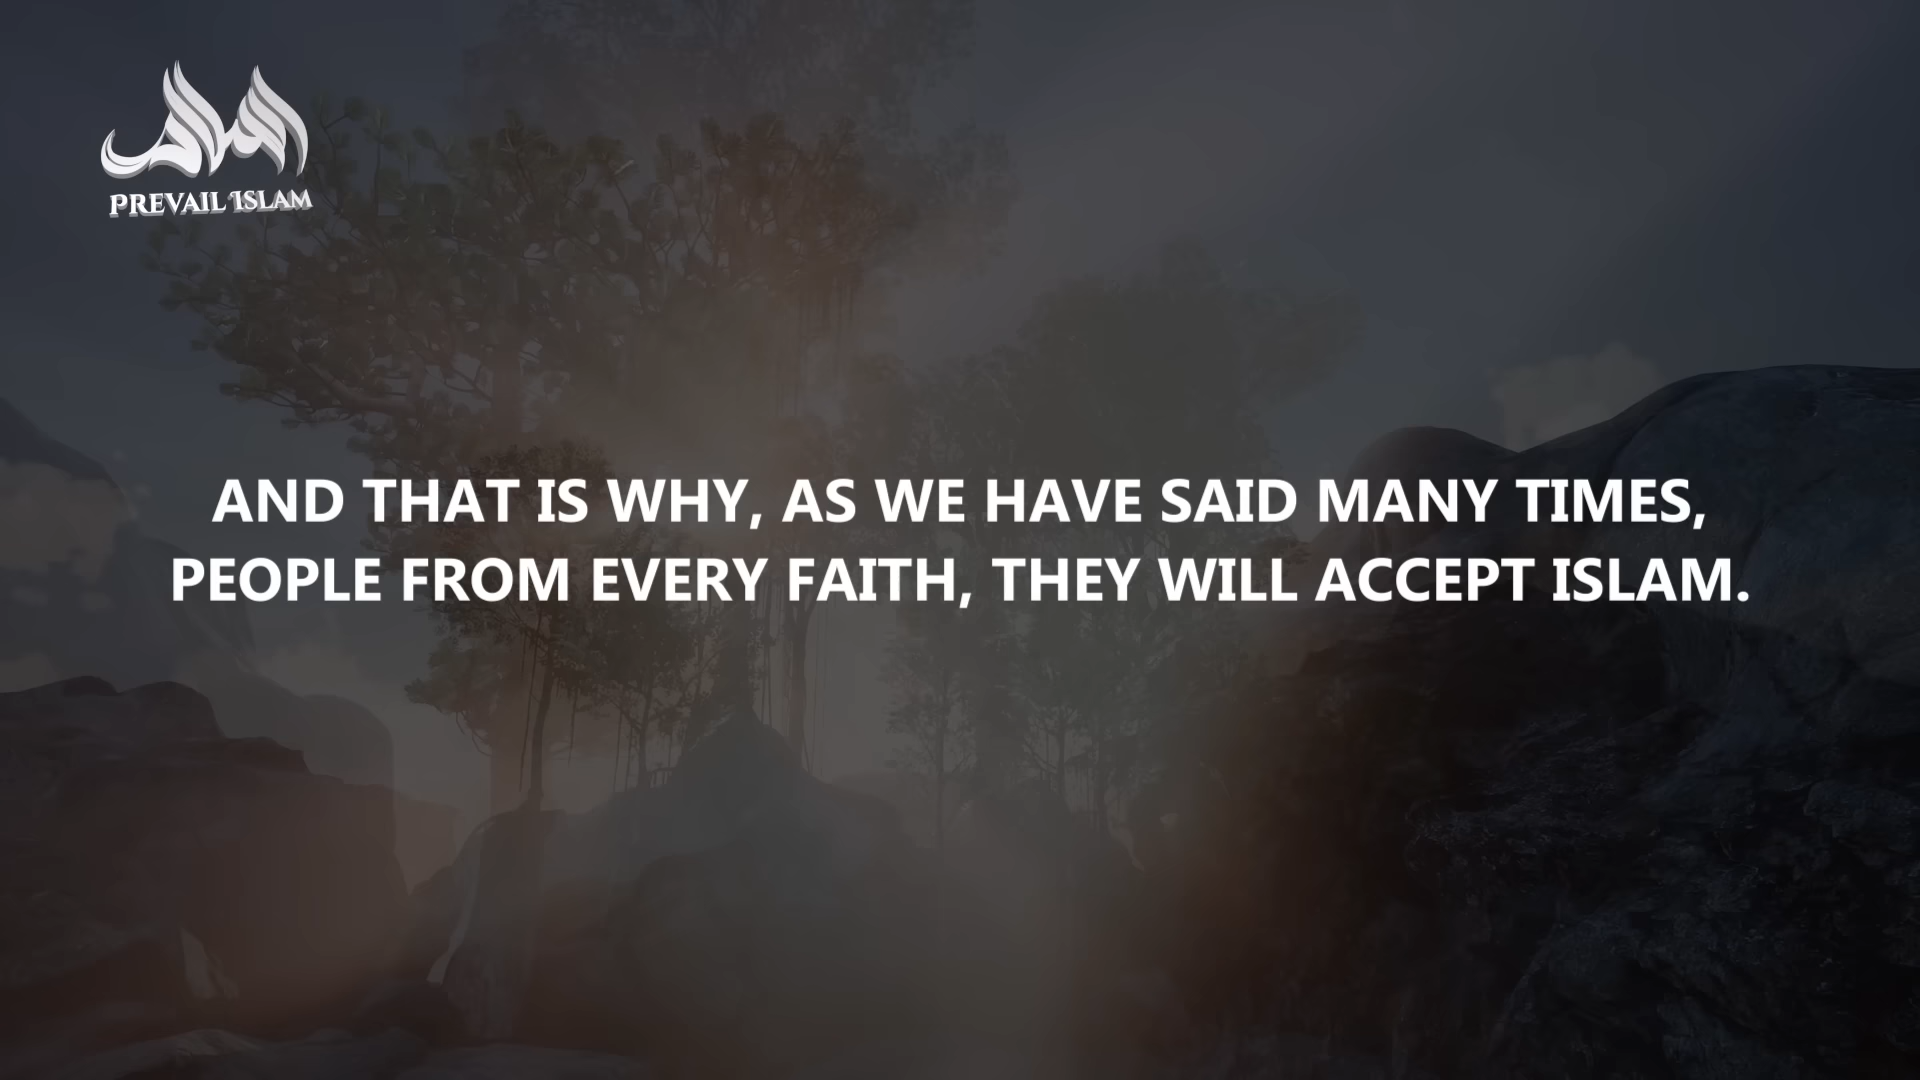 PREVAIL ISLAM
AND THAT IS WHY, AS WE HAVE SAID MANY TIMES,
PEOPLE FROM EVERY FAITH, THEY WILL ACCEPT ISLAM.